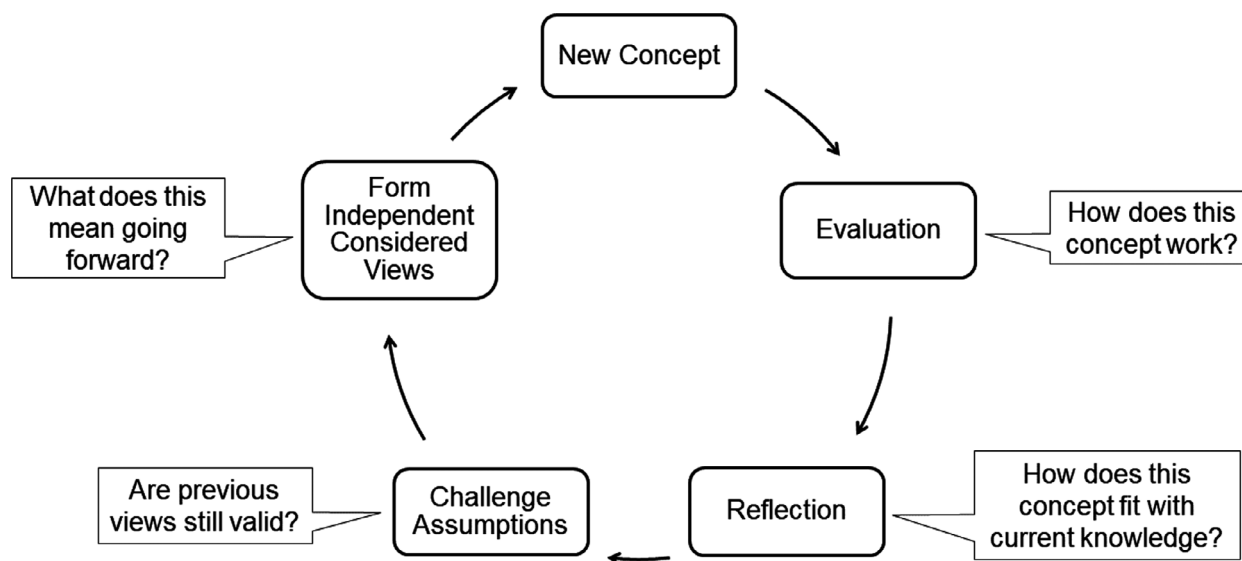 New Concept
Evaluation
How does this
concept work?
Reflection
How does this
concept fit with
current knowledge?
Challenge
Assumptions
Are previous
views still valid?
Form
Independent
Considered
Views
What does this
mean going
forward?